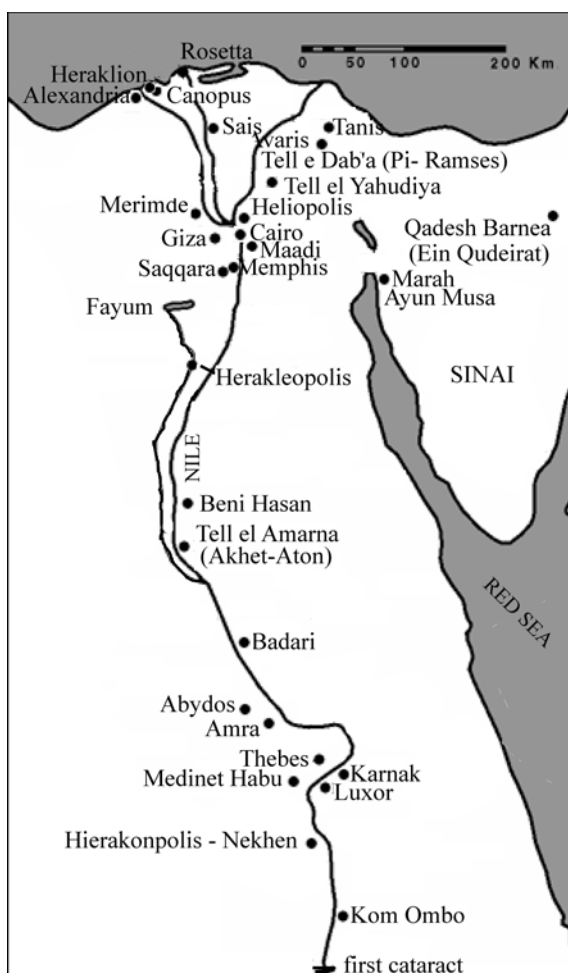 Rosetta
0 50 100 200 Km
Heraklion
Alexandria
Canopus
Sais
Avaris
Tanis
Tell e Dab'a (Pi- Ramses)
Tell el Yahudiya
Merimde
Heliopolis
Qadesh Barnea
(Ein Qudeirat)
Giza
Cairo
Maadi
Saqqara
Memphis
Marah
Ayun Musa
Fayum
Herakleopolis
SINAI
NILE
Beni Hasan
Tell el Amarna
(Akhet-Aton)
RED SEA
Badari
Abydos
Amra
Thebes
Medinet Habu
Karnak
Luxor
Hierakonpolis - Nekhen
Kom Ombo
first cataract